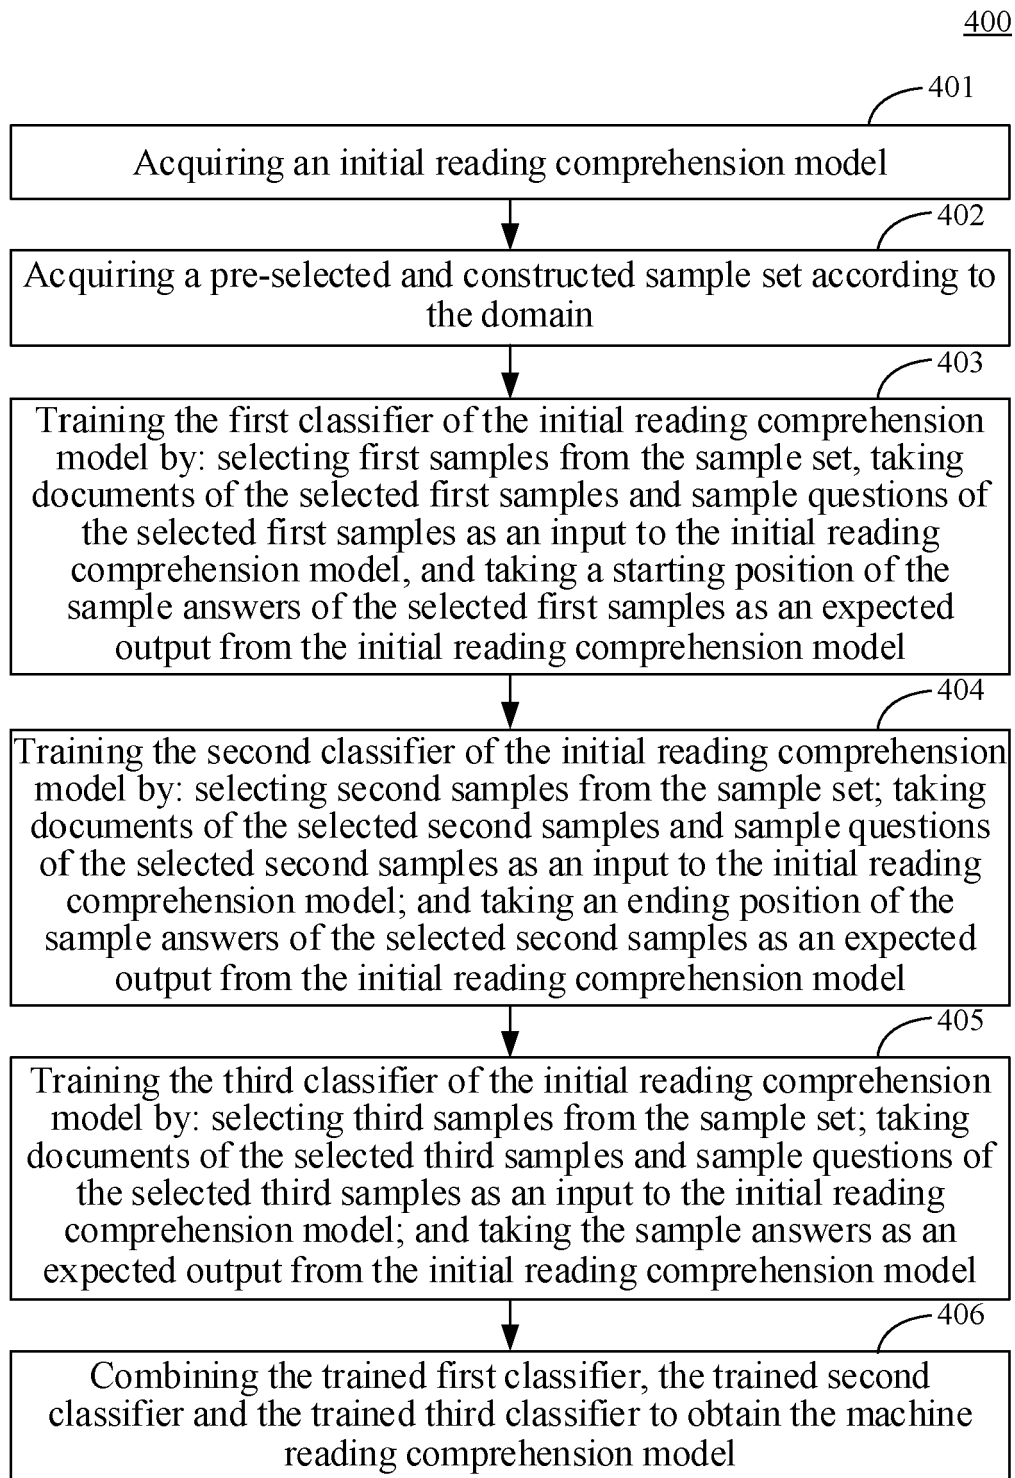 400
401
Acquiring an initial reading comprehension model
402
Acquiring a pre-selected and constructed sample set according to
the domain
403
Training the first classifier of the initial reading comprehension
model by: selecting first samples from the sample set, taking
documents of the selected first samples and sample questions of
the selected first samples as an input to the initial reading
comprehension model, and taking a starting position of the
sample answers of the selected first samples as an expected
output from the initial reading comprehension model
404
Training the second classifier of the initial reading comprehension
model by: selecting second samples from the sample set; taking
documents of the selected second samples and sample questions
of the selected second samples as an input to the initial reading
comprehension model; and taking an ending position of the
sample answers of the selected second samples as an expected
output from the initial reading comprehension model
405
Training the third classifier of the initial reading comprehension
model by: selecting third samples from the sample set; taking
documents of the selected third samples and sample questions of
the selected third samples as an input to the initial reading
comprehension model; and taking the sample answers as an
expected output from the initial reading comprehension model
406
Combining the trained first classifier, the trained second
classifier and the trained third classifier to obtain the machine
reading comprehension model